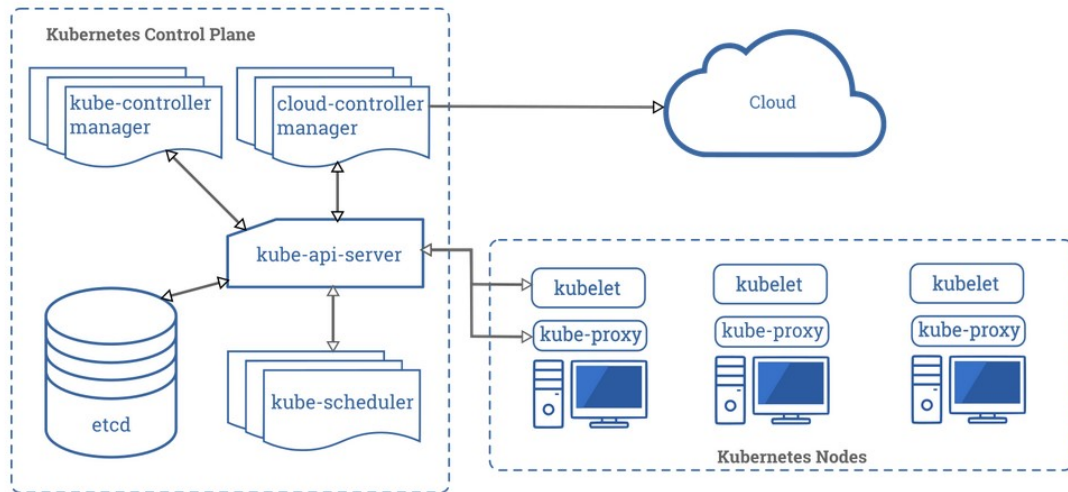 Kubernetes Control Plane
kube-controller
manager
cloud-controller
manager
Cloud
kube-api-server
etcd
kube-scheduler
kubelet
kube-proxy
kubelet
kube-proxy
kubelet
kube-proxy
Kubernetes Nodes